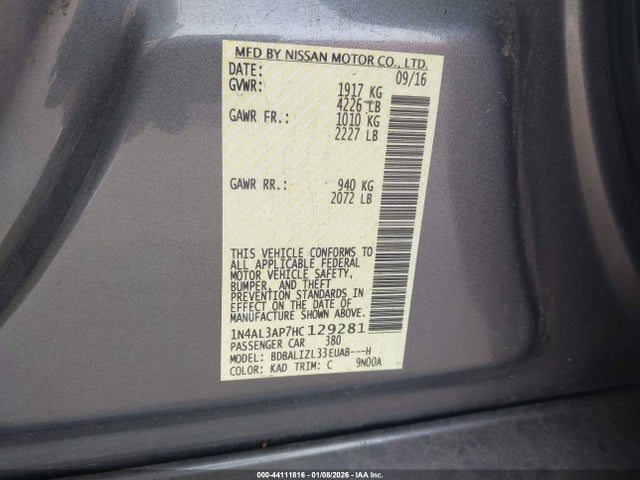 MFD BY NISSAN MOTOR CO., LTD.
DATE: 09/16
GVWR: 1917 KG
4226 LB
GAWR FR.: 1010 KG
2227 LB
GAWR RR.: 940 KG
2072 LB
THIS VEHICLE CONFORMS TO
ALL APPLICABLE FEDERAL
MOTOR VEHICLE SAFETY,
BUMPER, AND THEFT
PREVENTION STANDARDS IN
EFFECT ON THE DATE OF
MANUFACTURE SHOWN ABOVE.
1N4AL3AP7HC129281
PASSENGER CAR 380
MODEL: BDBALIZL33EUAB---H
COLOR: KAD TRIM: C 9N00A
000-44111816 - 01/08/2026 - IAA Inc.